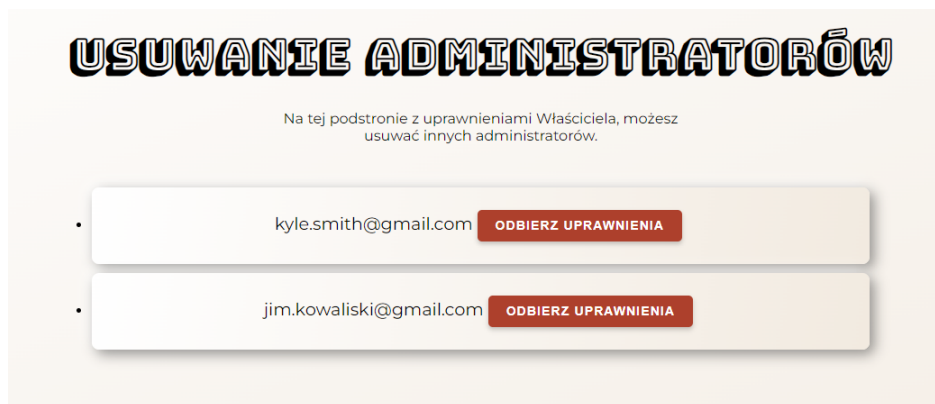 USUWANIE ADMINISTRATORÓW
Na tej podstronie z uprawnieniami Właściciela, możesz
usuwać innych administratorów.
kyle.smith@gmail.com ODBIERZ UPRAWNIENIA
jim.kowaliski@gmail.com ODBIERZ UPRAWNIENIA